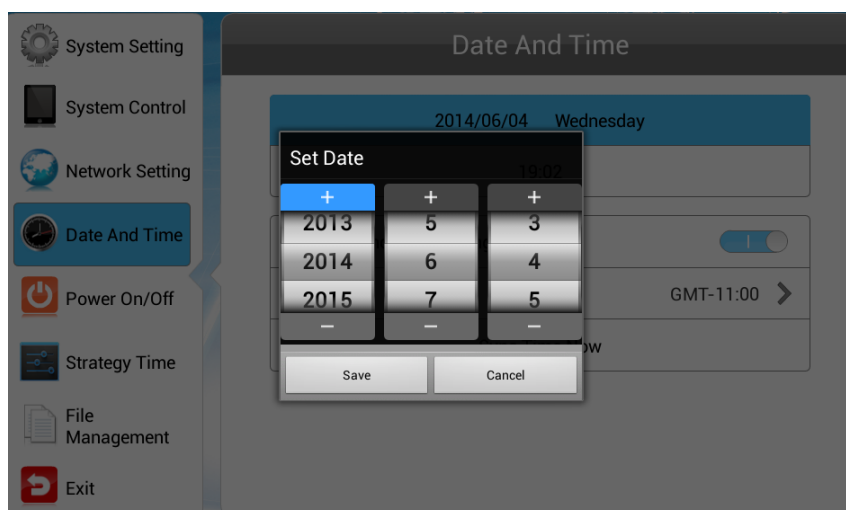 System Setting
System Control
Network Setting
Date And Time
Power On/Off
Strategy Time
File
Management
Exit
Date And Time
2014/06/04 Wednesday
19:02
GMT-11:00
Set Date
+ + +
2013 5 3
2014 6 4
2015 7 5
− − −
Save Cancel